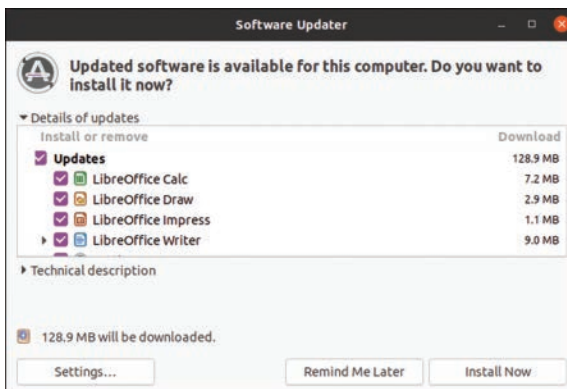 Software Updater
Updated software is available for this computer. Do you want to
install it now?
Details of updates
Install or remove Download
Updates 128.9 MB
LibreOffice Calc 7.2 MB
LibreOffice Draw 2.9 MB
LibreOffice Impress 1.1 MB
LibreOffice Writer 9.0 MB
Technical description
128.9 MB will be downloaded.
Settings... Remind Me Later Install Now